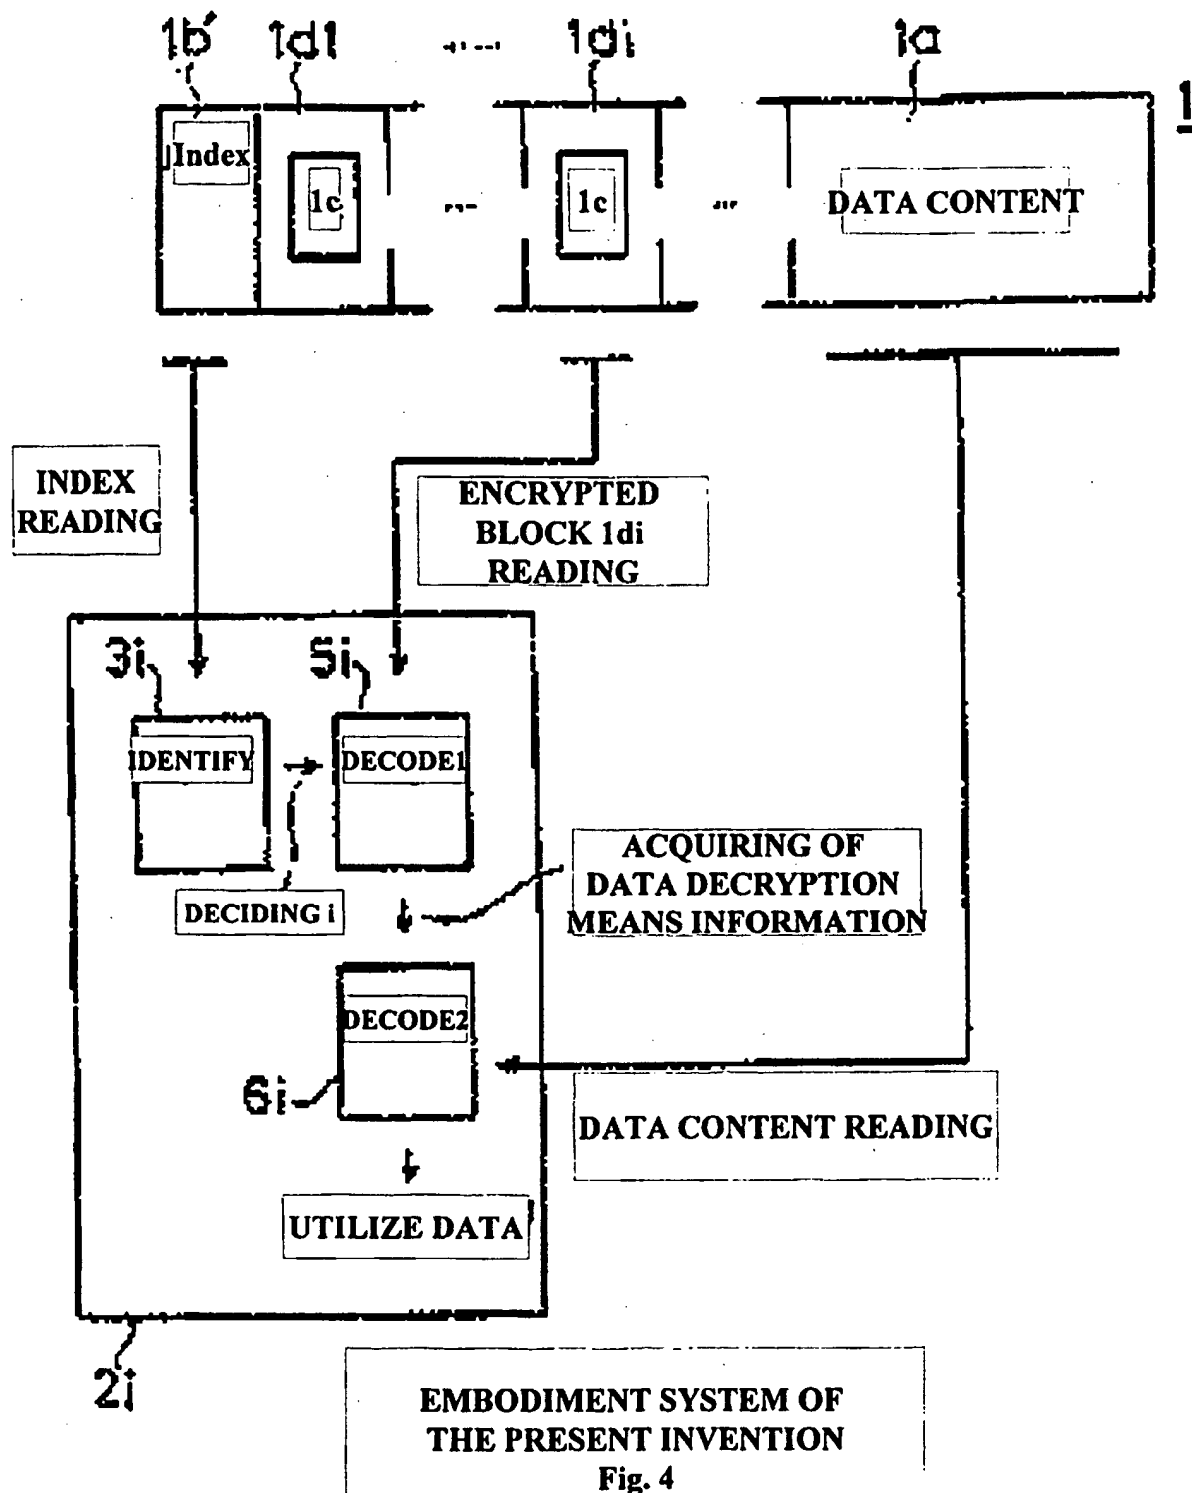 1b' 1d1 1di 1a
1
Index
1c
1c
DATA CONTENT
INDEX
READING
ENCRYPTED
BLOCK 1di
READING
3i
5i
IDENTIFY
DECODE1
DECIDING i
ACQUIRING OF
DATA DECRYPTION
MEANS INFORMATION
DECODE2
6i
DATA CONTENT READING
UTILIZE DATA
2i
EMBODIMENT SYSTEM OF
THE PRESENT INVENTION
Fig. 4